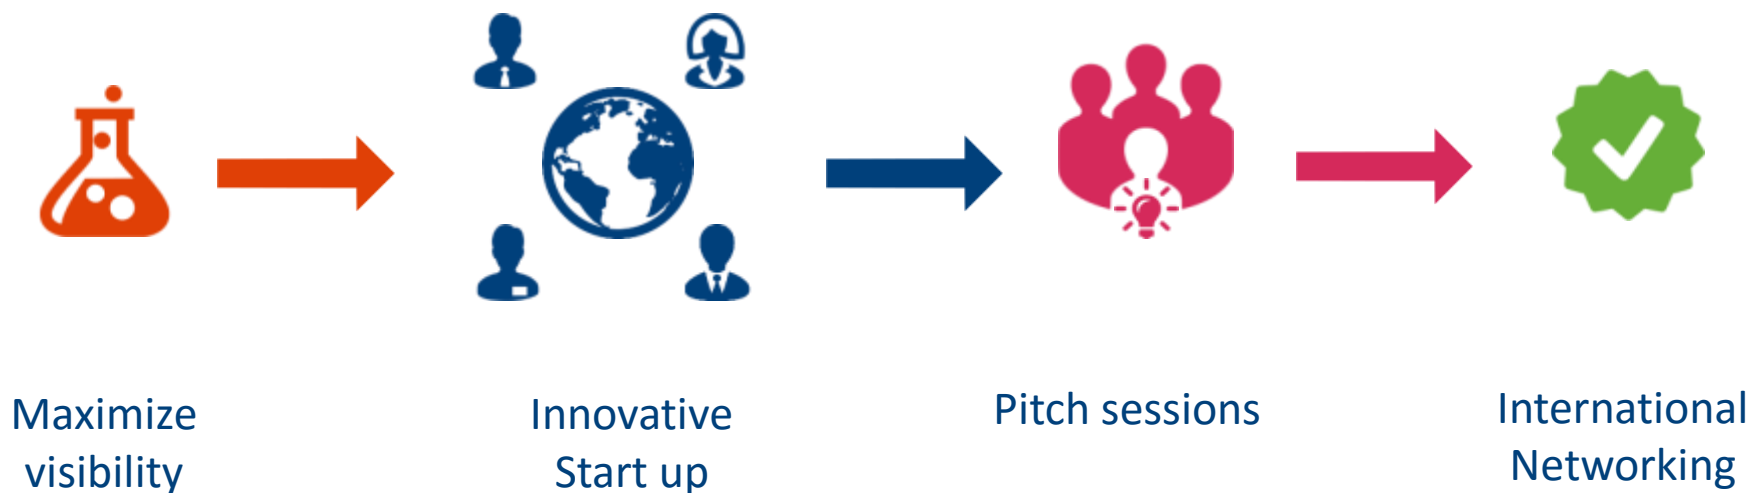 Maximize
visibility
Innovative
Start up
Pitch sessions
International
Networking